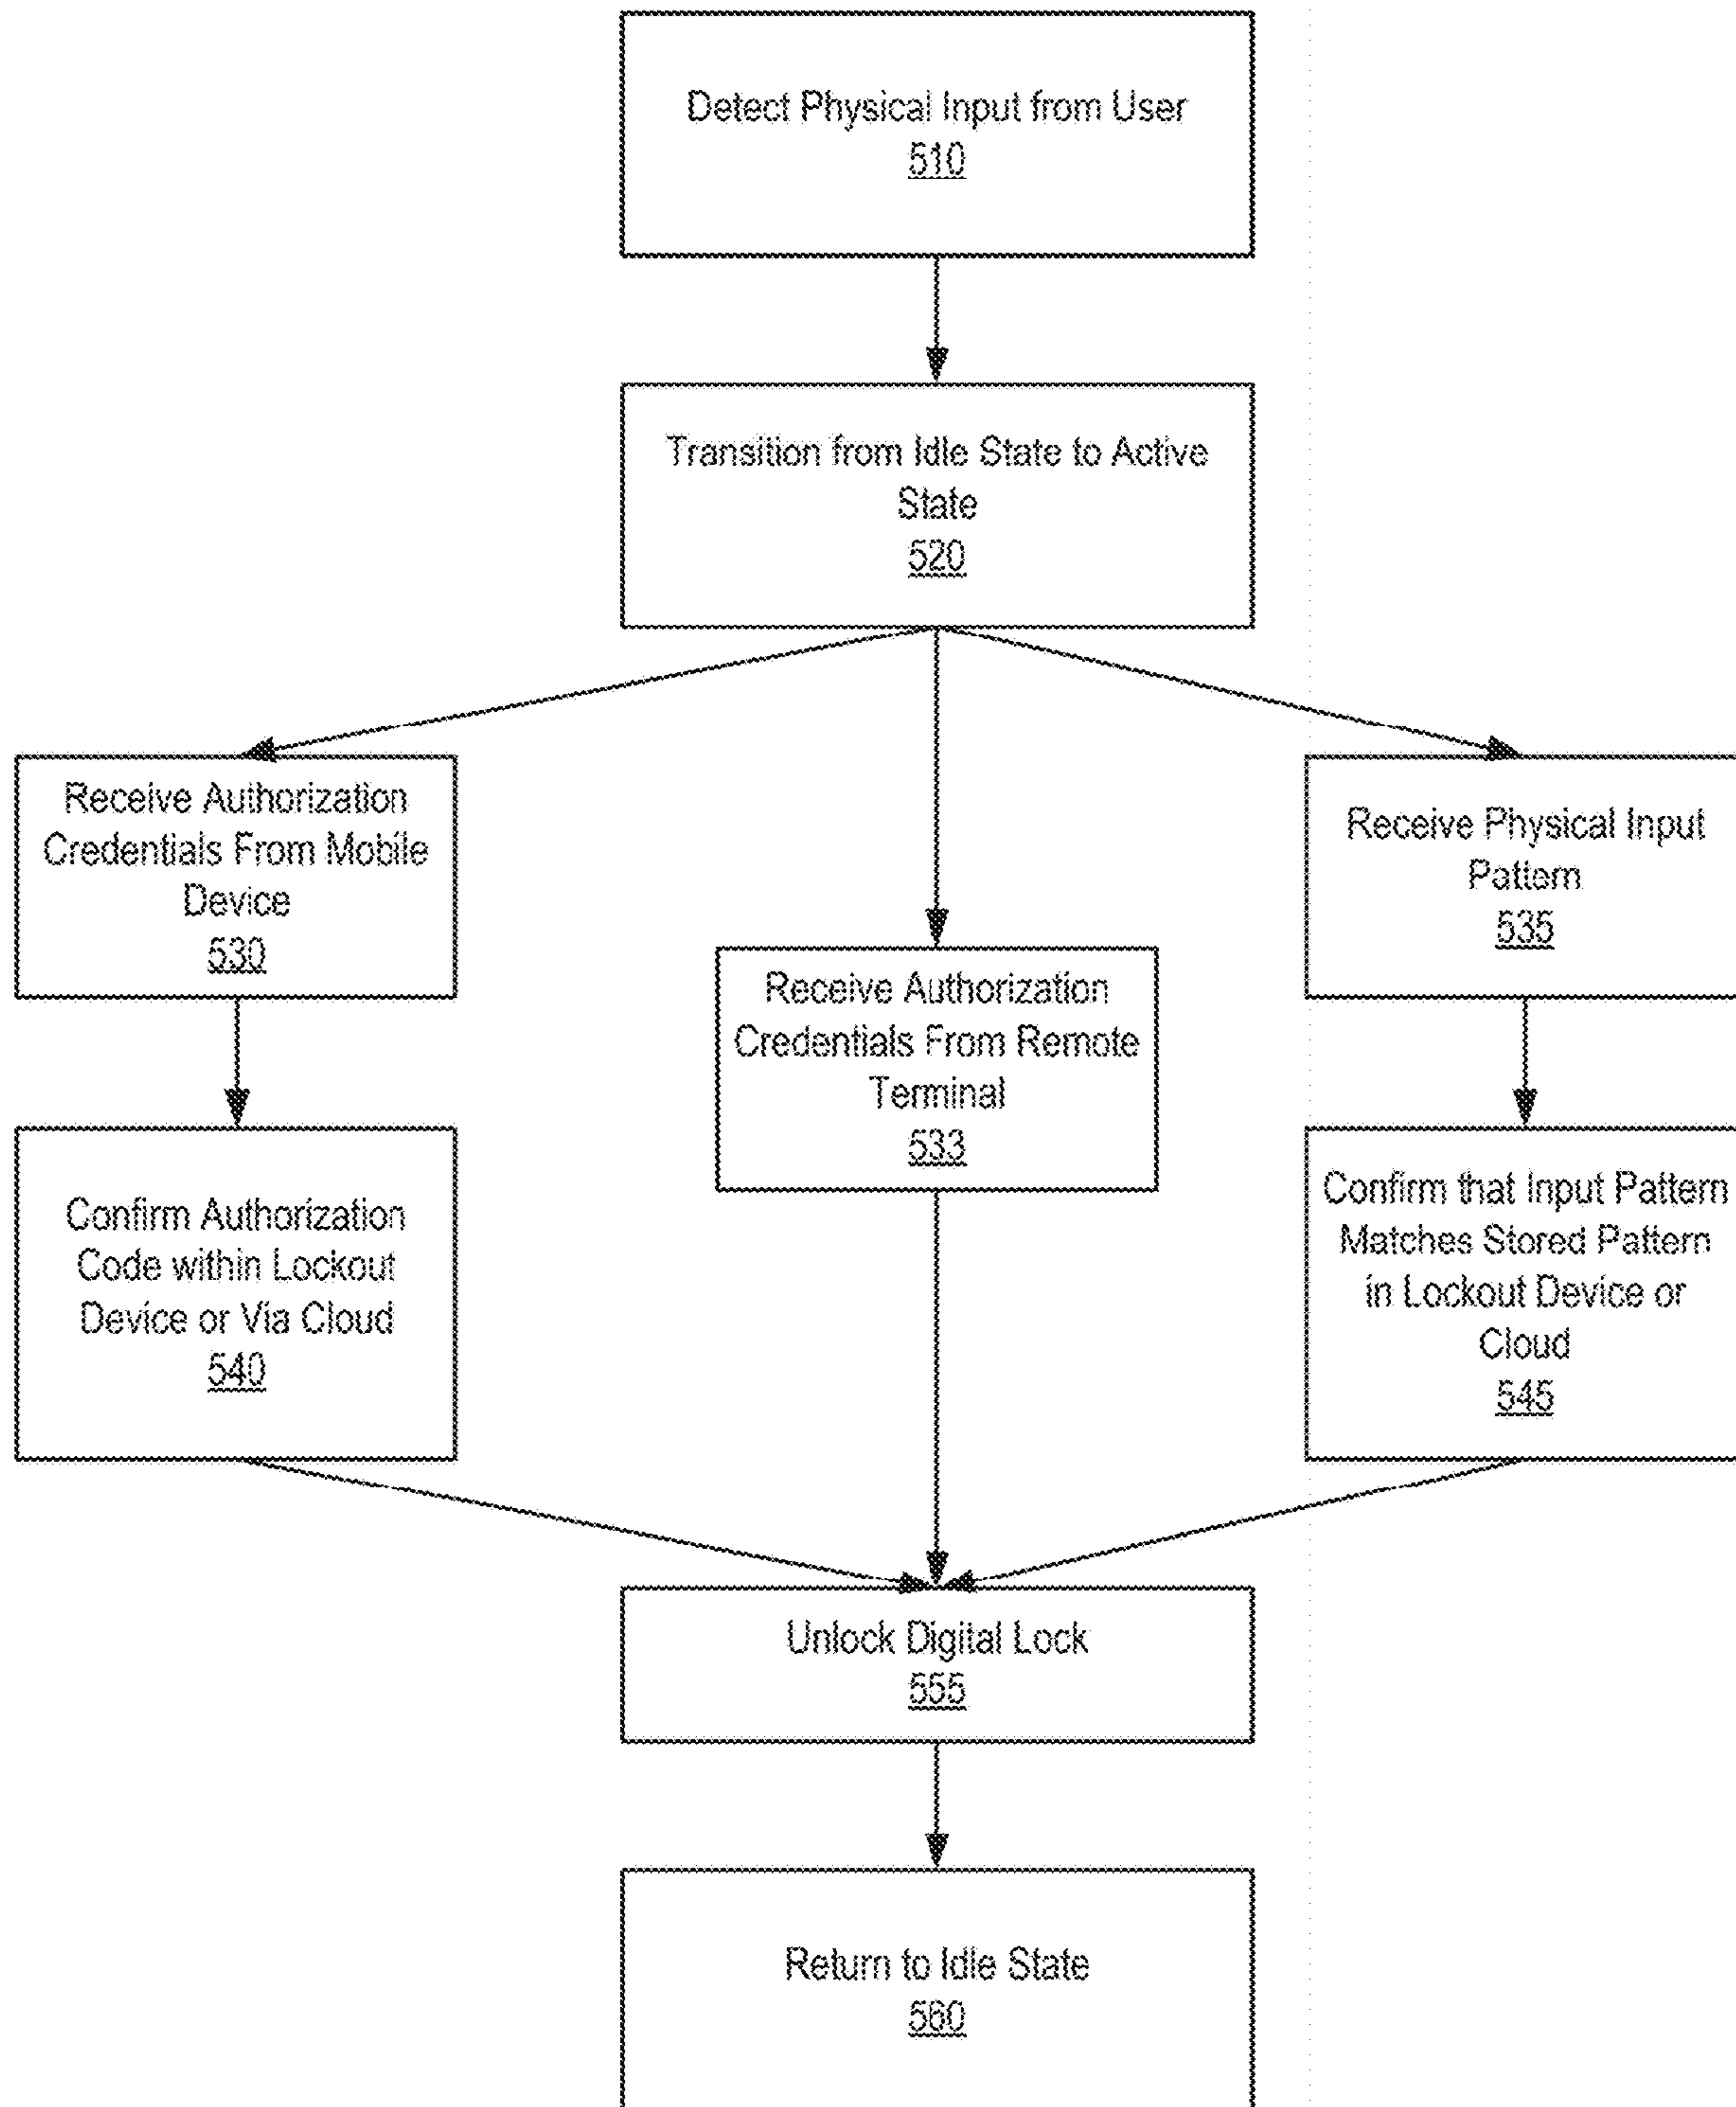 Detect Physical Input from User
510
Transition from Idle State to Active
State
520
Receive Authorization
Credentials From Mobile
Device
530
Receive Authorization
Credentials From Remote
Terminal
533
Receive Physical Input
Pattern
535
Confirm Authorization
Code within Lockout
Device or Via Cloud
540
Confirm that Input Pattern
Matches Stored Pattern
in Lockout Device or
Cloud
545
Unlock Digital Lock
555
Return to Idle State
560